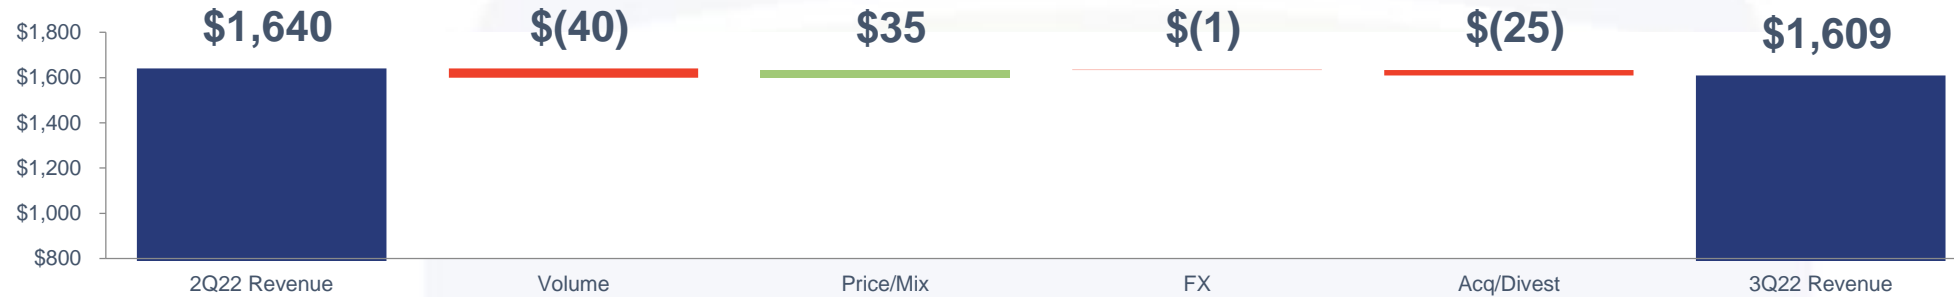 $1,640
$(40)
$35
$(1)
$(25)
$1,609
$1,800
$1,600
$1,400
$1,200
$1,000
$800
2Q22 Revenue
Volume
Price/Mix
FX
Acq/Divest
3Q22 Revenue